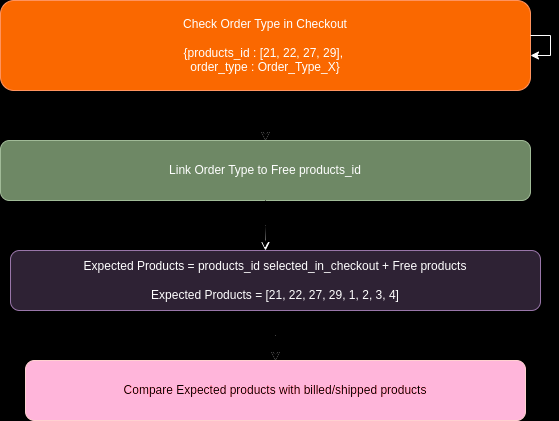 Check Order Type in Checkout
{products_id : [21, 22, 27, 29],
order_type : Order_Type_X}
Link Order Type to Free products_id
Expected Products = products_id selected_in_checkout + Free products
Expected Products = [21, 22, 27, 29, 1, 2, 3, 4]
Compare Expected products with billed/shipped products